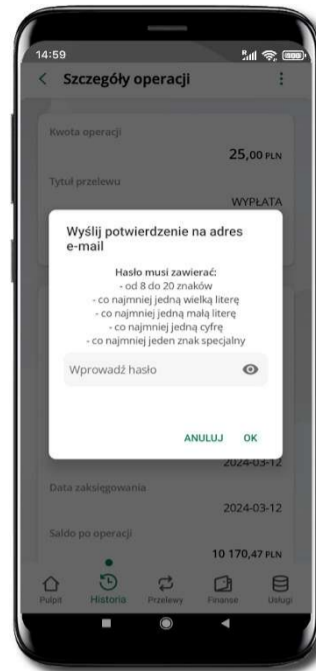 14:59
Szczegóły operacji
Kwota operacji
25,00 PLN
Tytuł przelewu
WYPŁATA
Wyślij potwierdzenie na adres
e-mail
Hasło musi zawierać:
- od 8 do 20 znaków
- co najmniej jedną wielką literę
- co najmniej jedną małą literę
- co najmniej jedną cyfrę
- co najmniej jeden znak specjalny
Wprowadź hasło
ANULUJ OK
2024-03-12
Data zaksięgowania
2024-03-12
Saldo po operacji
10 170,47 PLN
Pulpit Historia Przelewy Finanse Usługi